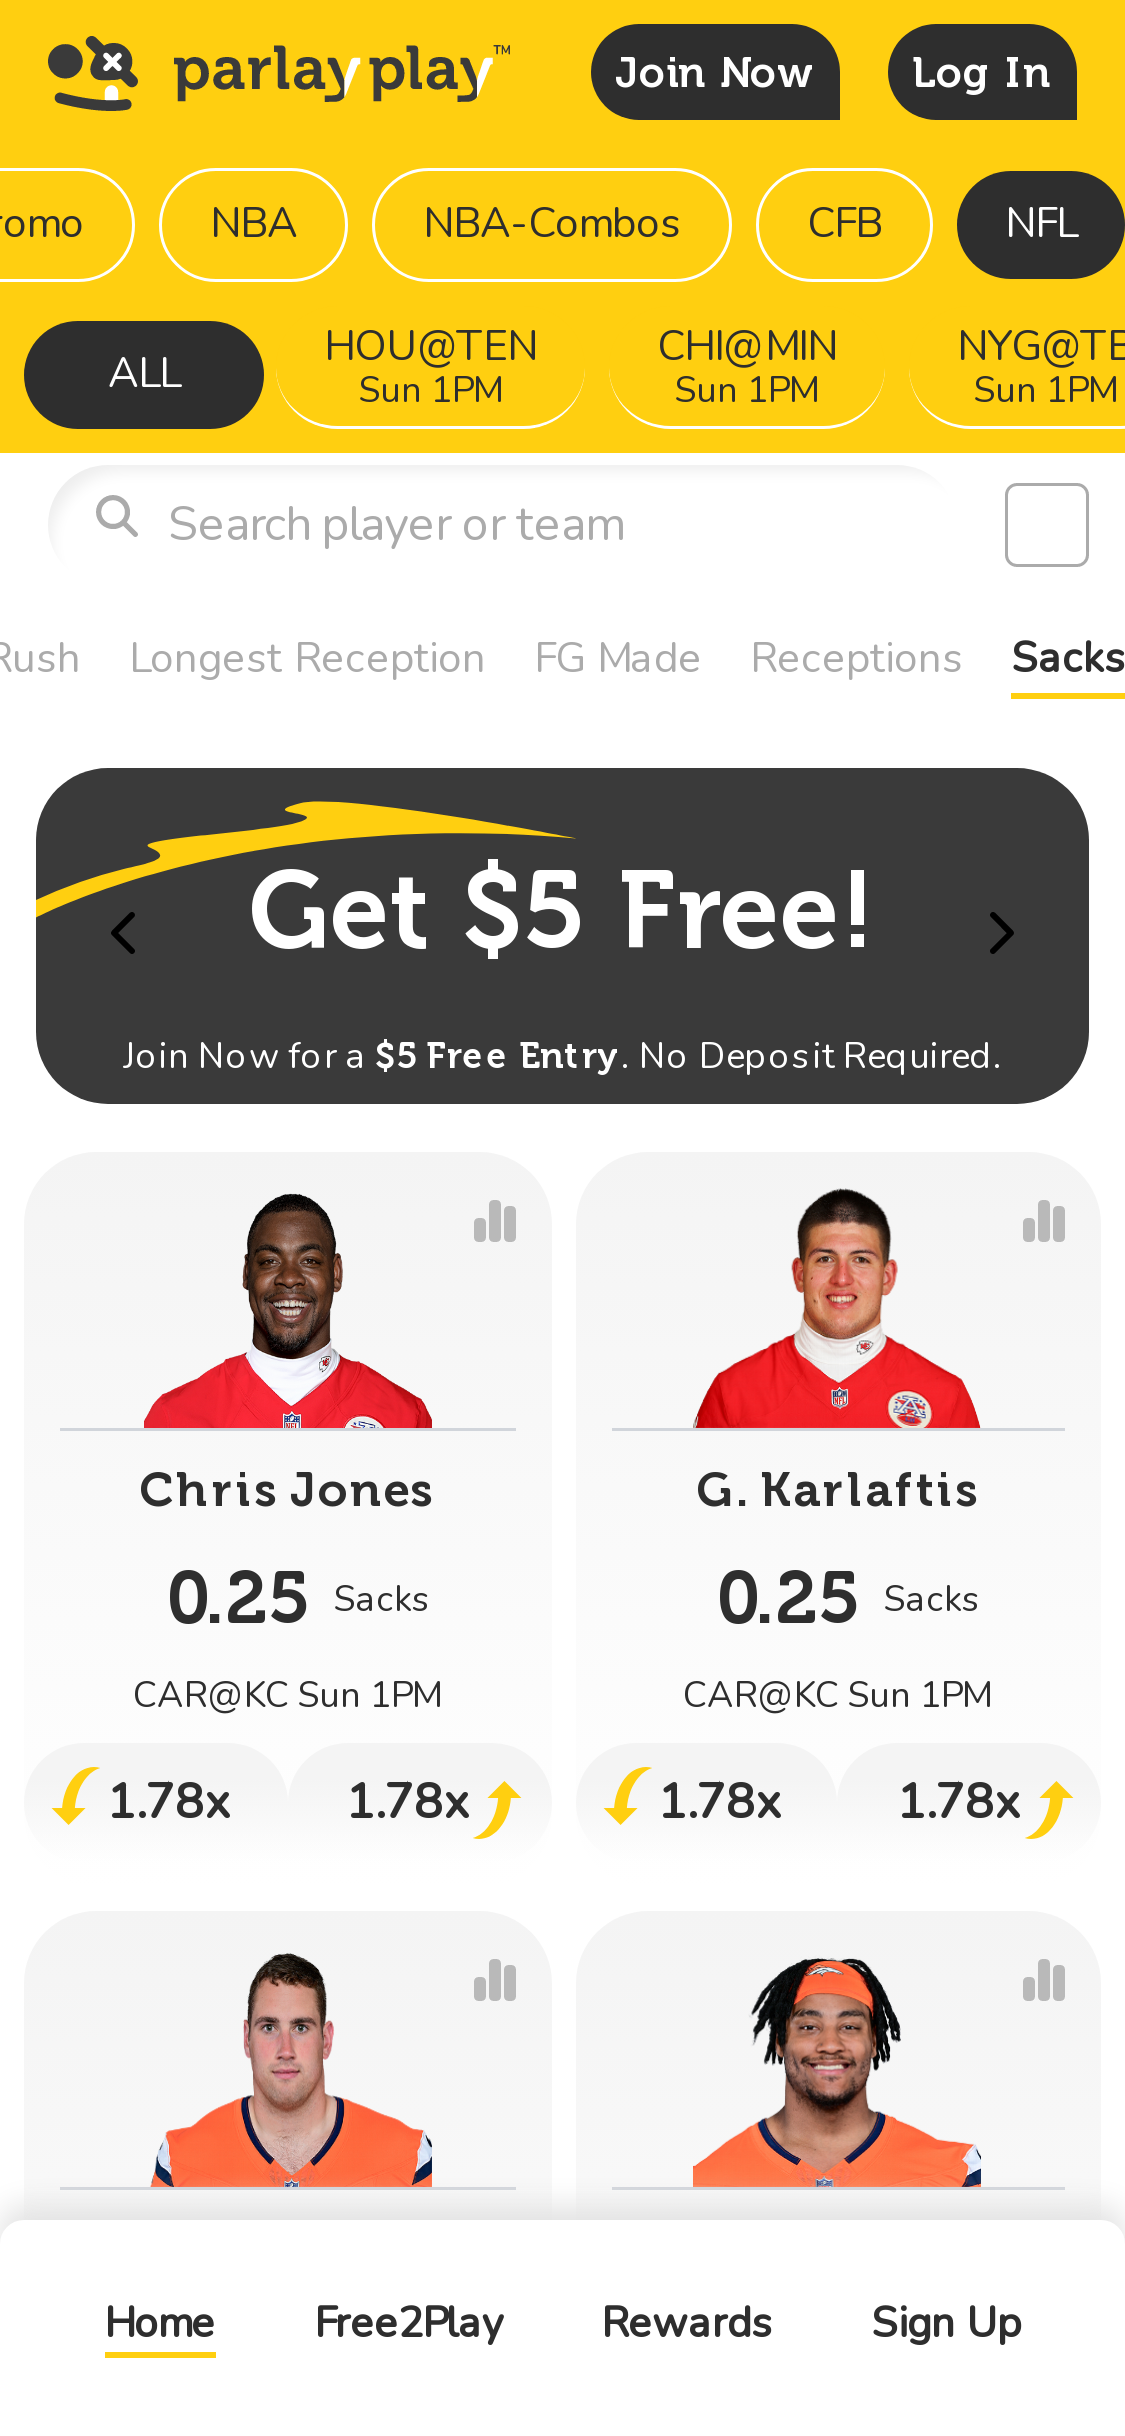 parlayplay™
Join Now
Log In
romo
NBA
NBA-Combos
CFB
NFL
ALL
HOU@TEN
Sun 1PM
CHI@MIN
Sun 1PM
NYG@TE
Sun 1PM
Search player or team
Rush
Longest Reception
FG Made
Receptions
Sacks
Get $5 Free!
Join Now for a $5 Free Entry. No Deposit Required.
Chris Jones
0.25 Sacks
CAR@KC Sun 1PM
1.78x
1.78x
G. Karlaftis
0.25 Sacks
CAR@KC Sun 1PM
1.78x
1.78x
Home
Free2Play
Rewards
Sign Up